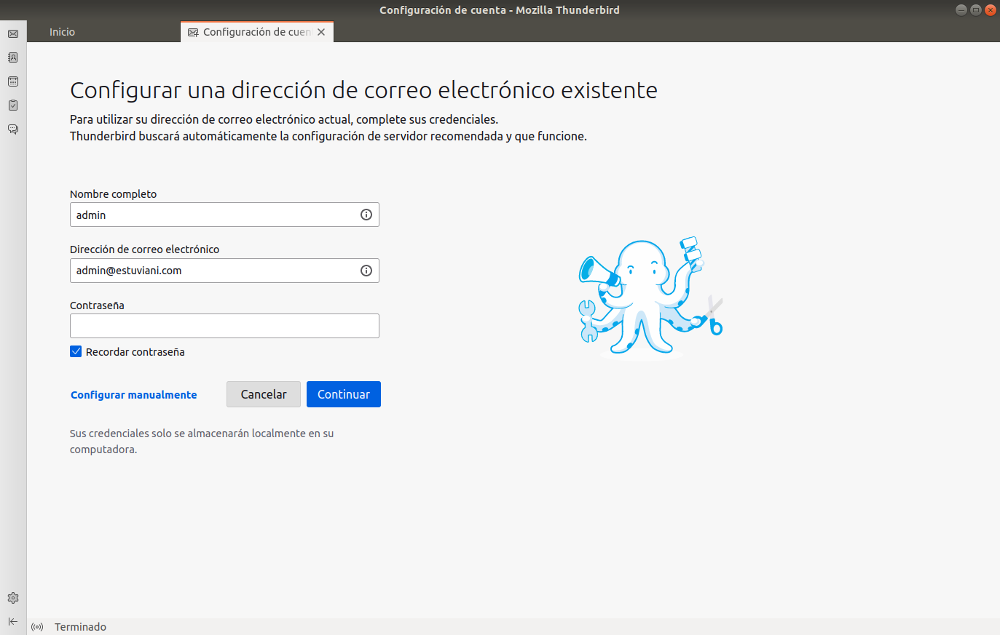 Configuración de cuenta - Mozilla Thunderbird
Inicio
Configuración de cuen
Configurar una dirección de correo electrónico existente
Para utilizar su dirección de correo electrónico actual, complete sus credenciales.
Thunderbird buscará automáticamente la configuración de servidor recomendada y que funcione.
Nombre completo
admin
Dirección de correo electrónico
admin@estuviani.com
Contraseña
Recordar contraseña
Configurar manualmente
Cancelar
Continuar
Sus credenciales solo se almacenarán localmente en su
computadora.
Terminado